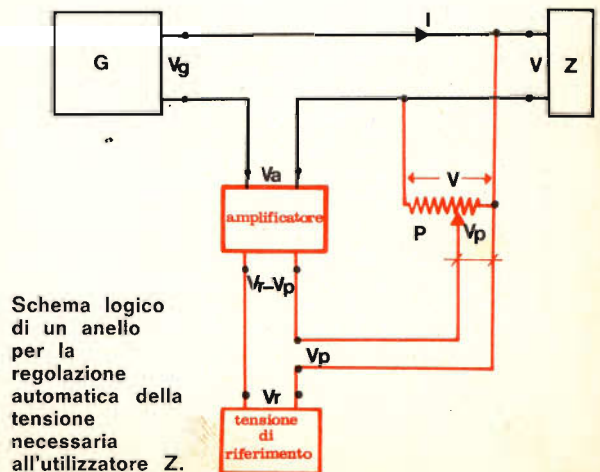 I
G
Vg
V
Z
Va
V
amplificatore
P
Vp
Vr-Vp
Schema logico
di un anello
per la
regolazione
automatica della
tensione
necessaria
all'utilizzatore Z.
Vp
Vr
tensione
di
riferimento